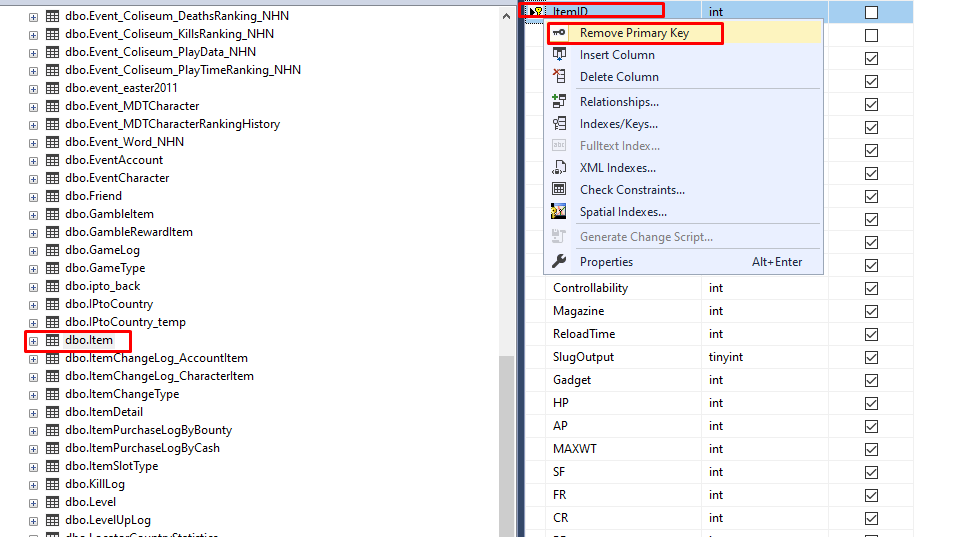 dbo.Event_Coliseum_DeathsRanking_NHN
dbo.Event_Coliseum_KillsRanking_NHN
dbo.Event_Coliseum_PlayData_NHN
dbo.Event_Coliseum_PlayTimeRanking_NHN
dbo.event_easter2011
dbo.Event_MDTCharacter
dbo.Event_MDTCharacterRankingHistory
dbo.Event_Word_NHN
dbo.EventAccount
dbo.EventCharacter
dbo.Friend
dbo.GambleItem
dbo.GambleRewardItem
dbo.GameLog
dbo.GameType
dbo.ipto_back
dbo.IPtoCountry
dbo.IPtoCountry_temp
dbo.Item
dbo.ItemChangeLog_AccountItem
dbo.ItemChangeLog_CharacterItem
dbo.ItemChangeType
dbo.ItemDetail
dbo.ItemPurchaseLogByBounty
dbo.ItemPurchaseLogByCash
dbo.ItemSlotType
dbo.KillLog
dbo.Level
dbo.LevelUpLog
dbo.LocatorCountryStatistics
ItemID int
Remove Primary Key
Insert Column
Delete Column
Relationships...
Indexes/Keys...
Fulltext Index...
XML Indexes...
Check Constraints...
Spatial Indexes...
Generate Change Script...
Properties Alt+Enter
Controllability int
Magazine int
ReloadTime int
SlugOutput tinyint
Gadget int
HP int
AP int
MAXWT int
SF int
FR int
CR int